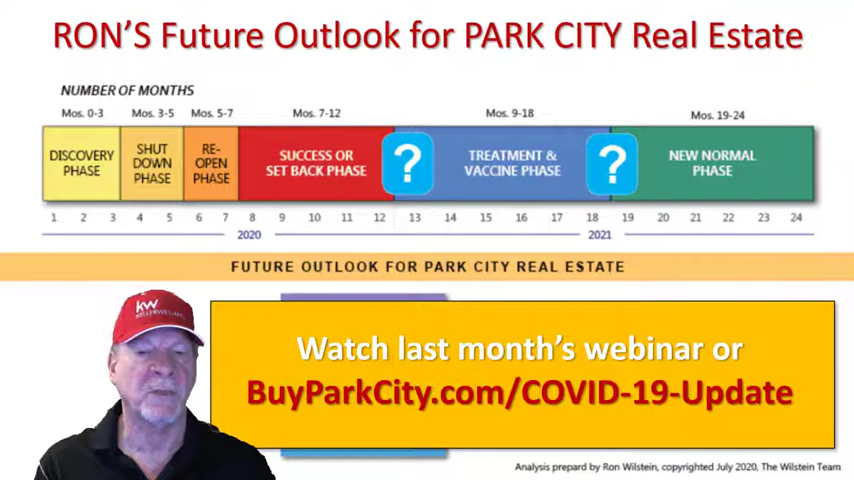 RON'S Future Outlook for PARK CITY Real Estate
NUMBER OF MONTHS
Mos. 0-3 Mos. 3-5 Mos. 5-7 Mos. 7-12 Mos. 9-18 Mos. 19-24
DISCOVERY PHASE
SHUT DOWN PHASE
RE-OPEN PHASE
SUCCESS OR SET BACK PHASE
?
TREATMENT & VACCINE PHASE
?
NEW NORMAL PHASE
1 2 3 4 5 6 7 8 9 10 11 12 13 14 15 16 17 18 19 20 21 22 23 24
2020 2021
FUTURE OUTLOOK FOR PARK CITY REAL ESTATE
kw
KELLERWILLIAMS
Watch last month's webinar or
BuyParkCity.com/COVID-19-Update
Analysis prepared by Ron Wilstein, copyrighted July 2020, The Wilstein Team